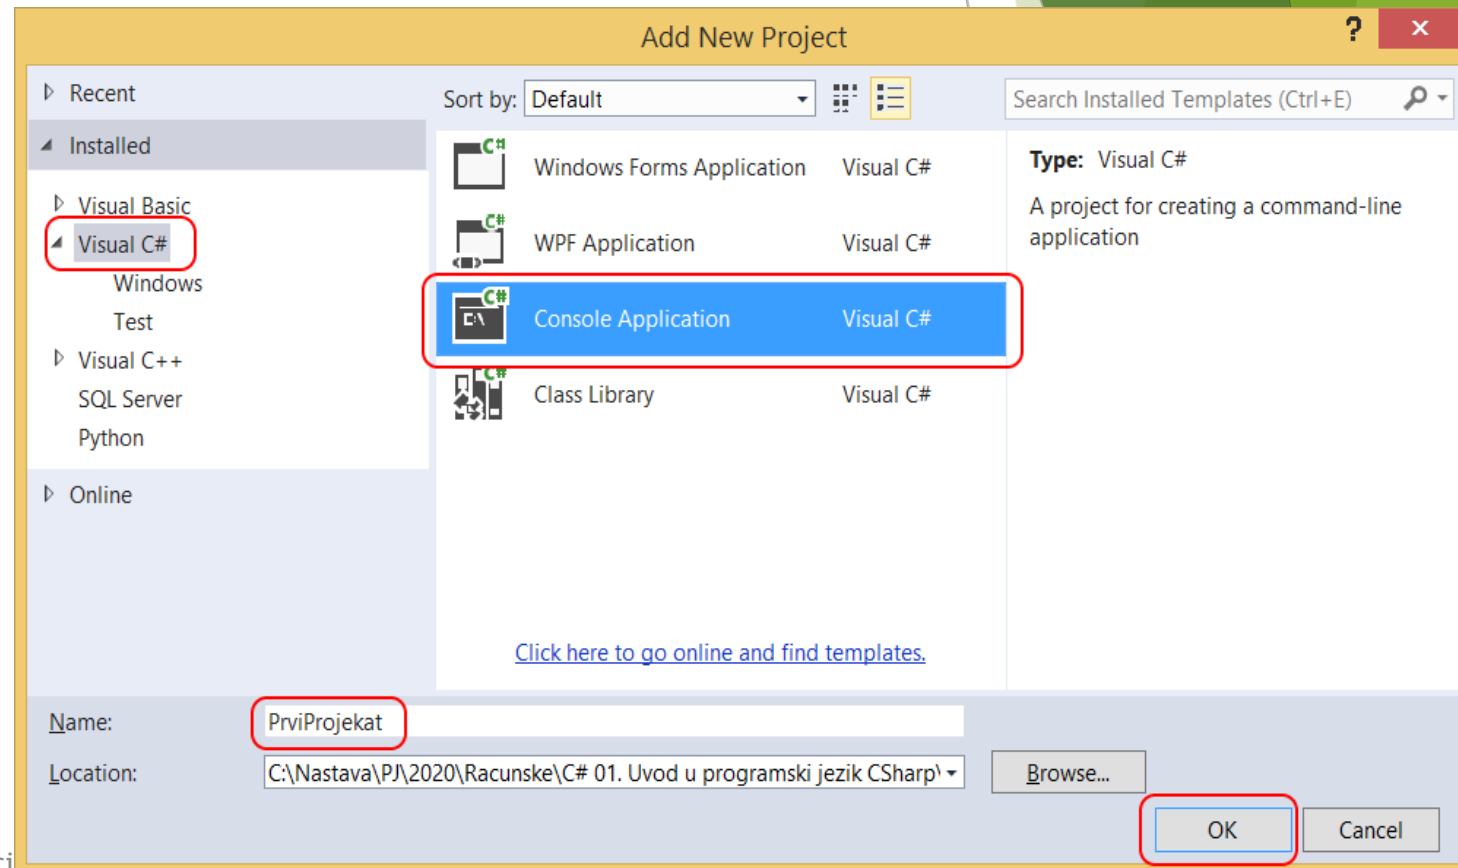 Add New Project
?
Recent
Installed
Visual Basic
Visual C#
Windows
Test
Visual C++
SQL Server
Python
Online
Sort by: Default
Search Installed Templates (Ctrl+E)
Windows Forms Application Visual C#
WPF Application Visual C#
Console Application Visual C#
Class Library Visual C#
Click here to go online and find templates.
Type: Visual C#
A project for creating a command-line
application
Name: PrviProjekat
Location: C:\Nastava\PJ\2020\Racunske\C# 01. Uvod u programski jezik CSharp\
Browse...
OK Cancel